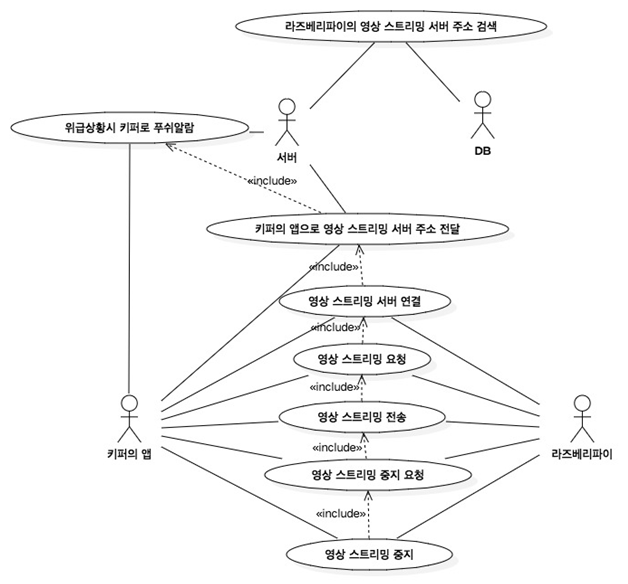 라즈베리파이의 영상 스트리밍 서버 주소 검색
위급상황시 키퍼로 푸쉬알람
서버
DB
«include»
키퍼의 앱으로 영상 스트리밍 서버 주소 전달
«include»
영상 스트리밍 서버 연결
«include»
영상 스트리밍 요청
«include»
영상 스트리밍 전송
키퍼의 앱
라즈베리파이
«include»
영상 스트리밍 중지 요청
«include»
영상 스트리밍 중지